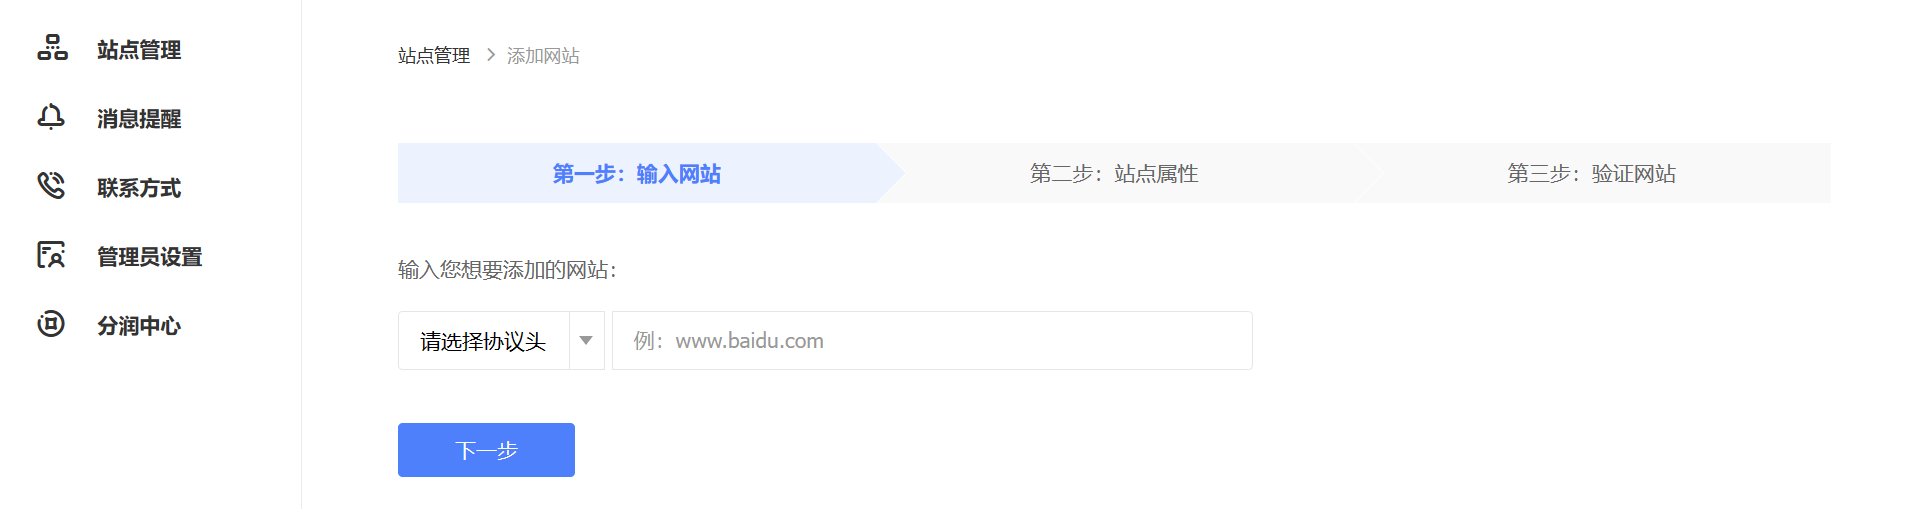 站点管理
消息提醒
联系方式
管理员设置
分润中心
站点管理 > 添加网站
第一步：输入网站
第二步：站点属性
第三步：验证网站
输入您想要添加的网站：
请选择协议头
例：www.baidu.com
下一步